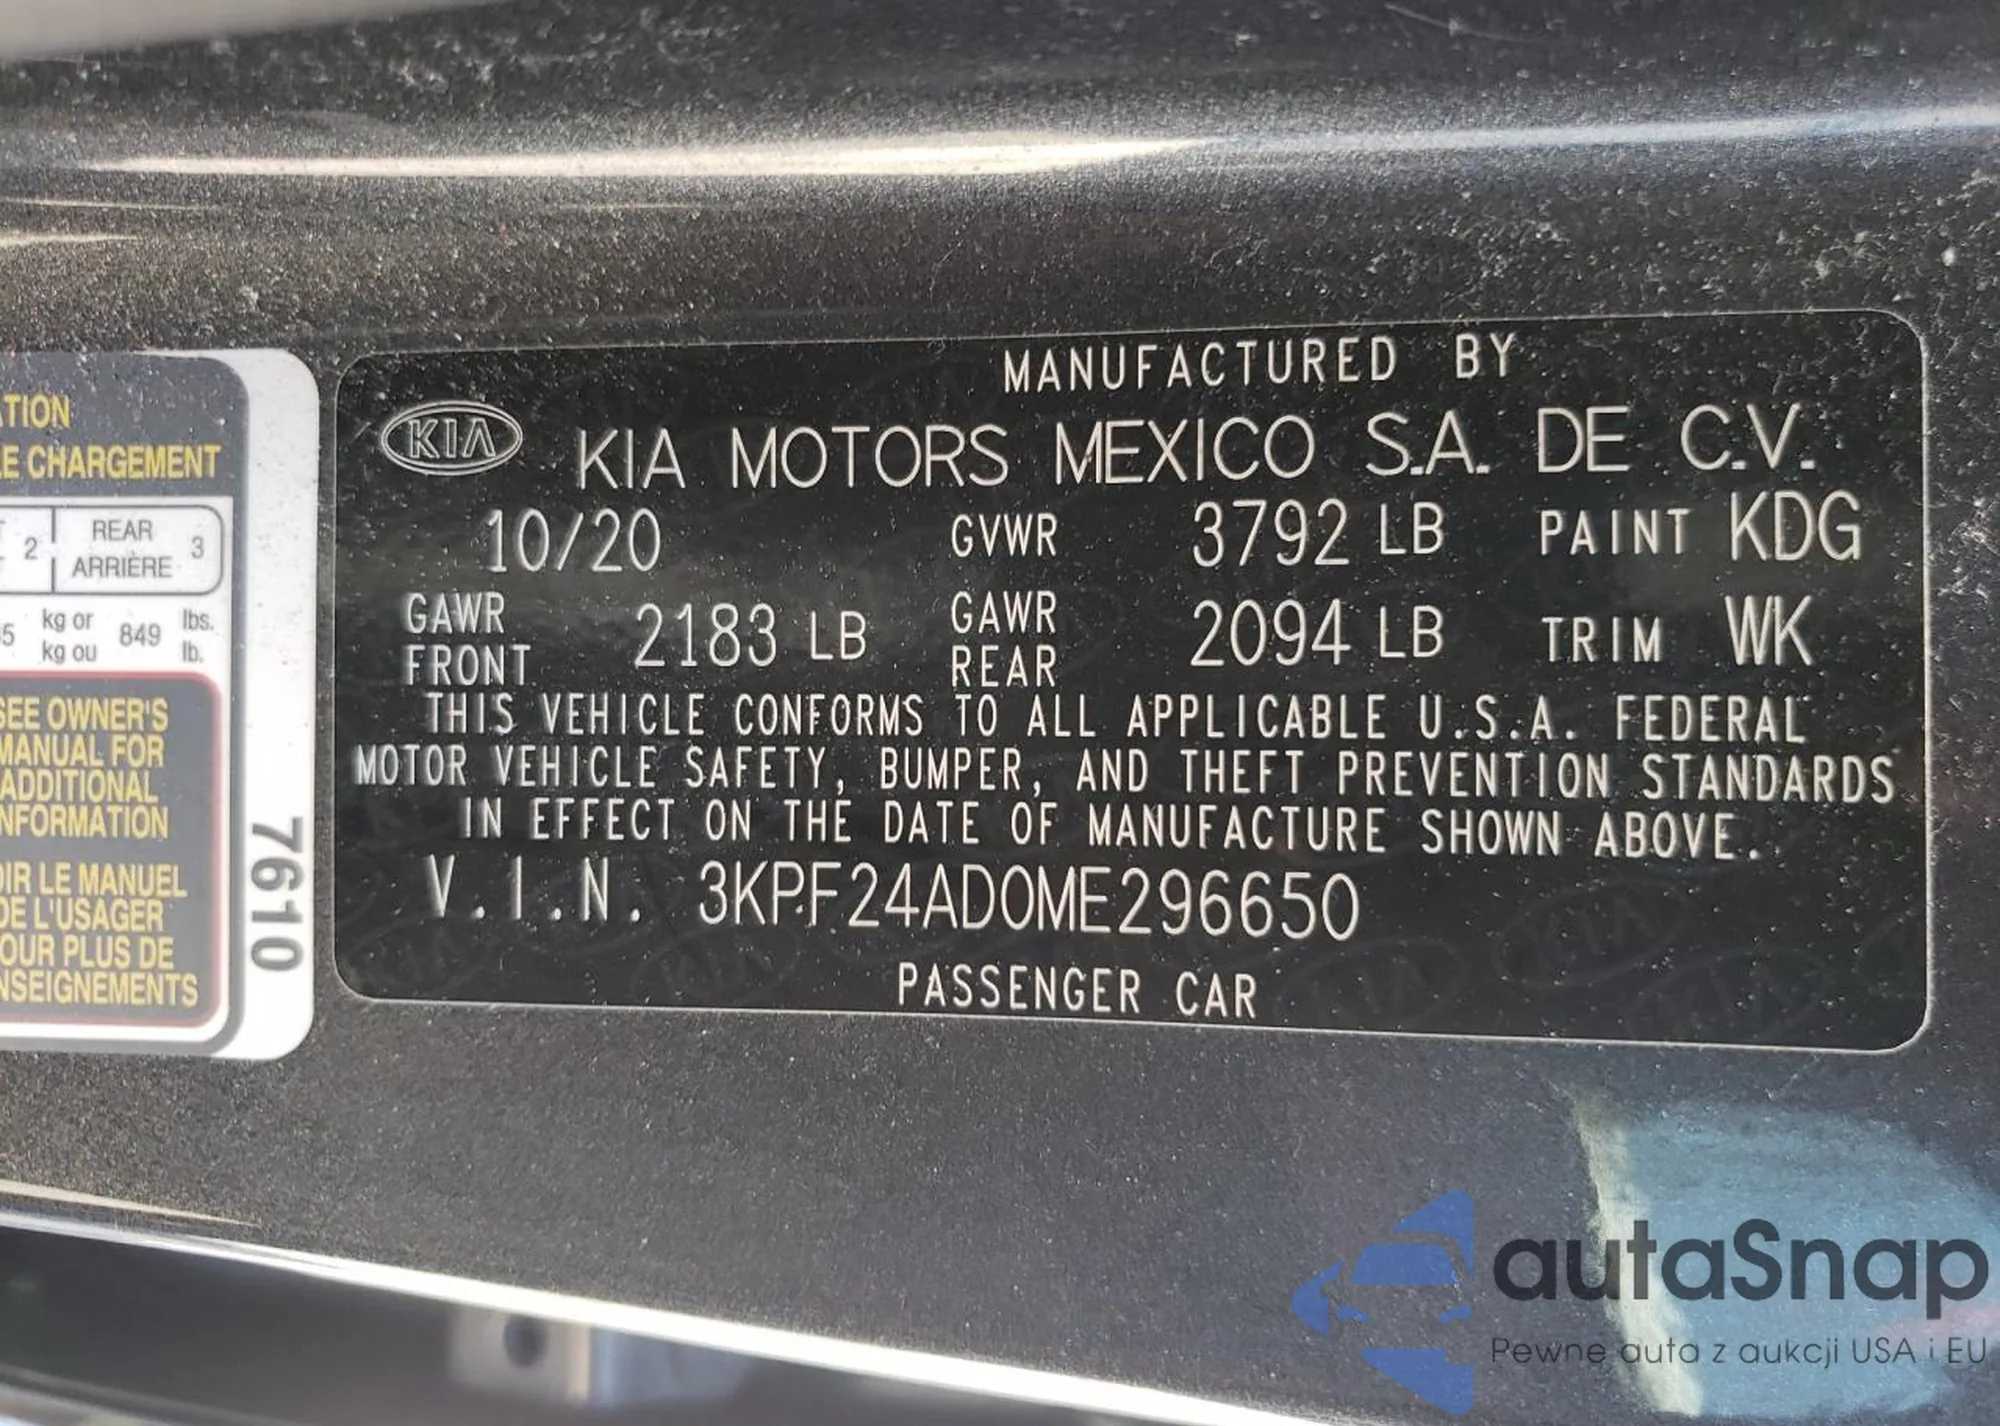 ATION
LE CHARGEMENT
2 REAR ARRIÈRE 3
5 kg or kg ou 849 lbs. lb.
SEE OWNER'S
MANUAL FOR
ADDITIONAL
INFORMATION
OIR LE MANUEL
DE L'USAGER
OUR PLUS DE
NSEIGNEMENTS
7610
MANUFACTURED BY
KIA KIA MOTORS MEXICO S.A. DE C.V.
10/20 GVWR 3792 LB PAINT KDG
GAWR FRONT 2183 LB GAWR REAR 2094 LB TRIM WK
THIS VEHICLE CONFORMS TO ALL APPLICABLE U.S.A. FEDERAL
MOTOR VEHICLE SAFETY, BUMPER, AND THEFT PREVENTION STANDARDS
IN EFFECT ON THE DATE OF MANUFACTURE SHOWN ABOVE.
V.I.N. 3KPF24AD0ME296650
PASSENGER CAR
autaSnap
Pewne auta z aukcji USA i EU